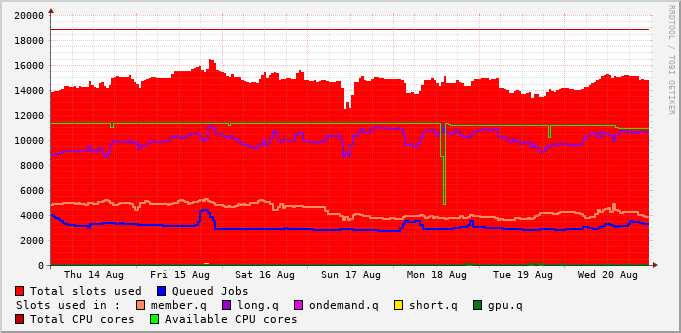 20000
18000
16000
14000
12000
10000
8000
6000
4000
2000
0
Thu 14 Aug Fri 15 Aug Sat 16 Aug Sun 17 Aug Mon 18 Aug Tue 19 Aug Wed 20 Aug
Total slots used Queued Jobs
Slots used in : member.q long.q ondemand.q short.q gpu.q
Total CPU cores Available CPU cores
RRDTOOL / TOBI OETIKER